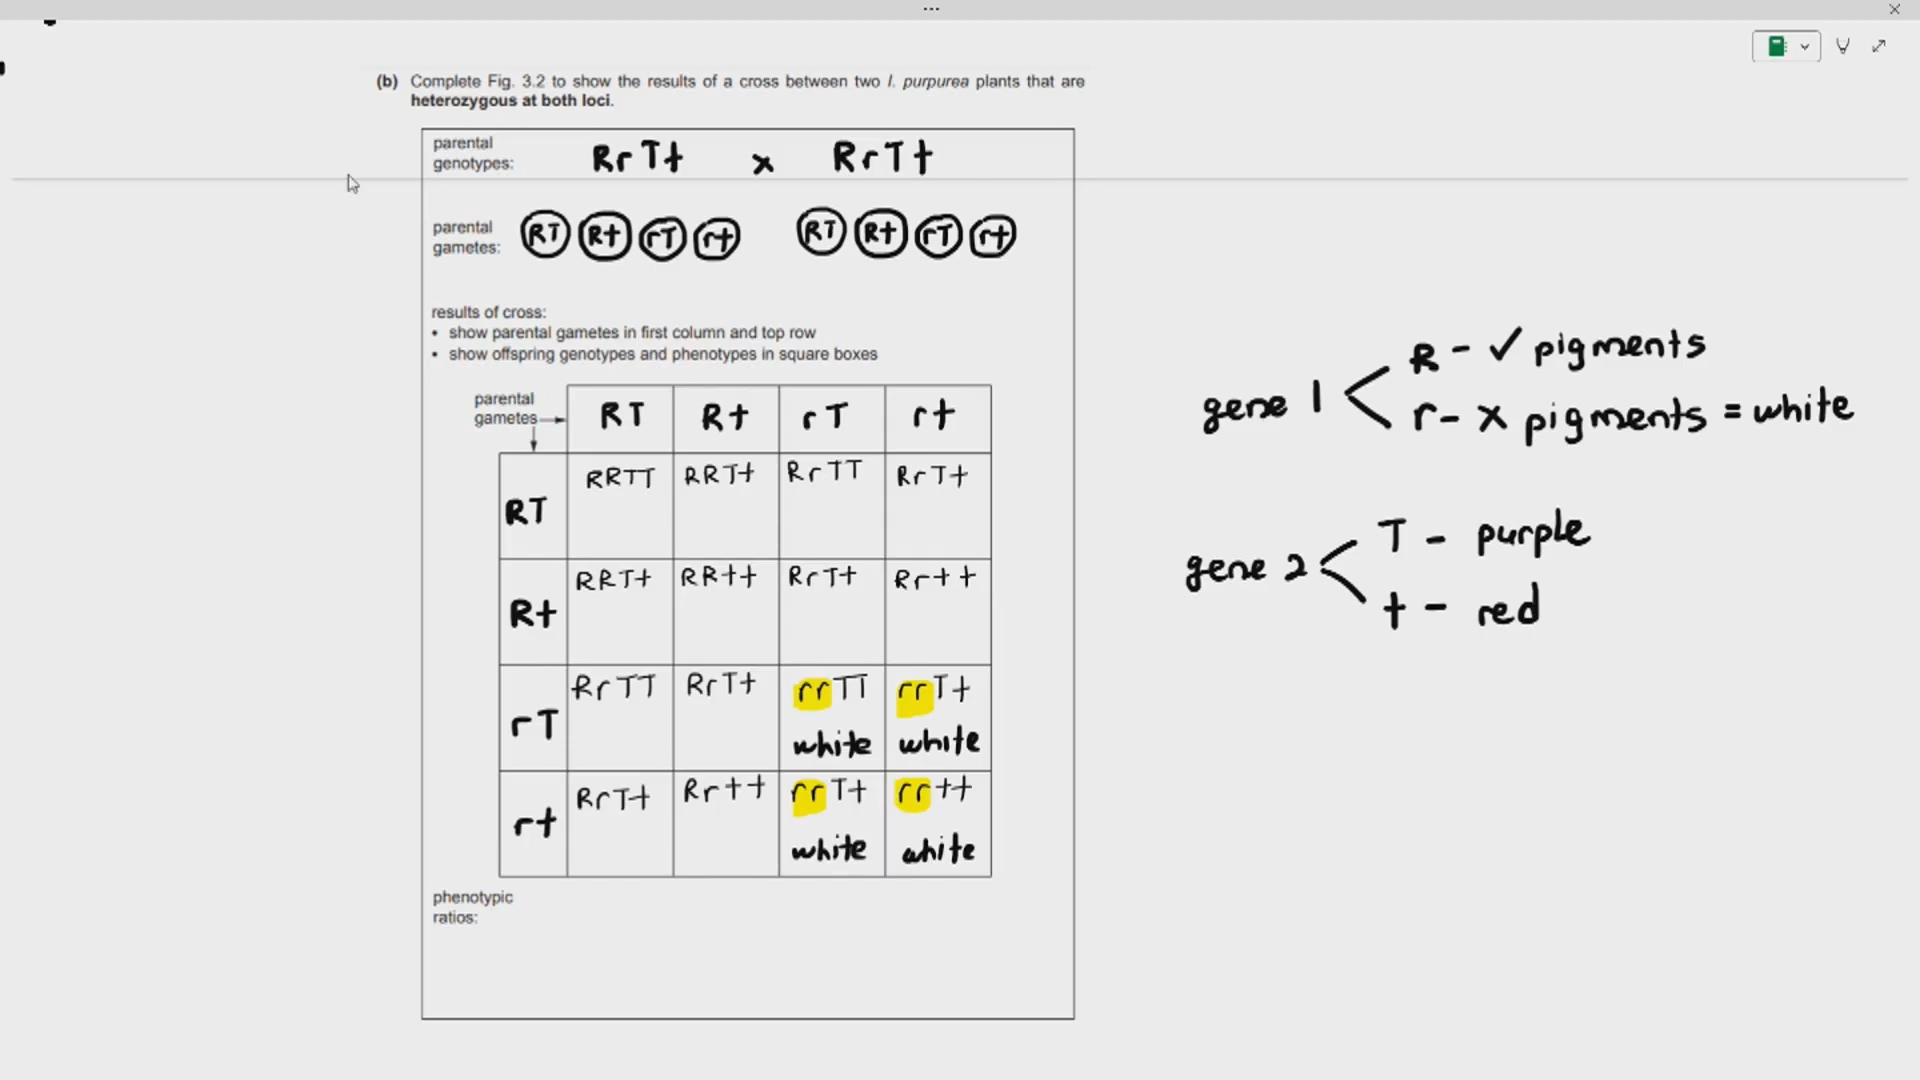 (b) Complete Fig. 3.2 to show the results of a cross between two I. purpurea plants that are
heterozygous at both loci.
parental
genotypes: RrTt x RrTt
parental
gametes: RT Rt rT rt RT Rt rT rt
results of cross:
• show parental gametes in first column and top row
• show offspring genotypes and phenotypes in square boxes
parental
gametes
RT Rt rT rt
RT RRTT RRTt RrTT RrTt
Rt RRTt RRtt RrTt Rrtt
rT RrTT RrTt rrTT rrTt
white white
rt RrTt Rrtt rrTt rrtt
white white
phenotypic
ratios:
gene 1
R - ✓ pigments
r - x pigments = white
gene 2
T - purple
t - red